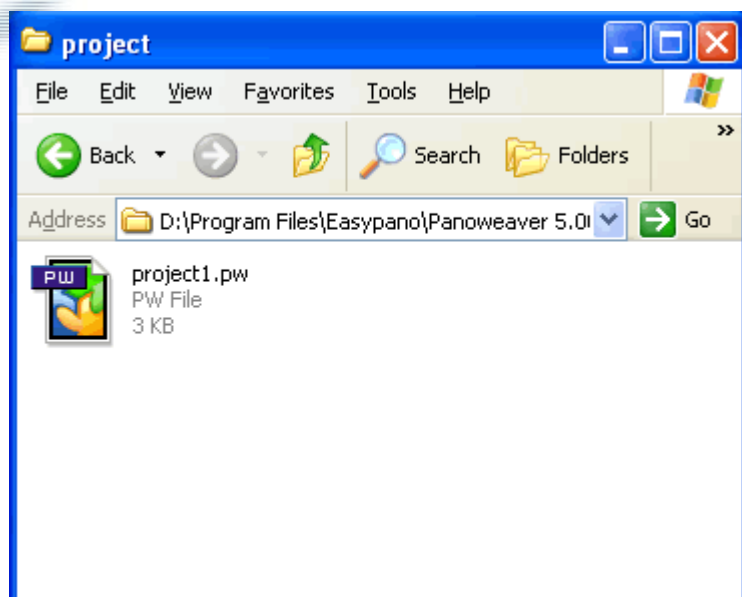 project
File Edit View Favorites Tools Help
Back Search Folders »
Address D:\Program Files\Easypano\Panoweaver 5.0 Go
PW
project1.pw
PW File
3 KB